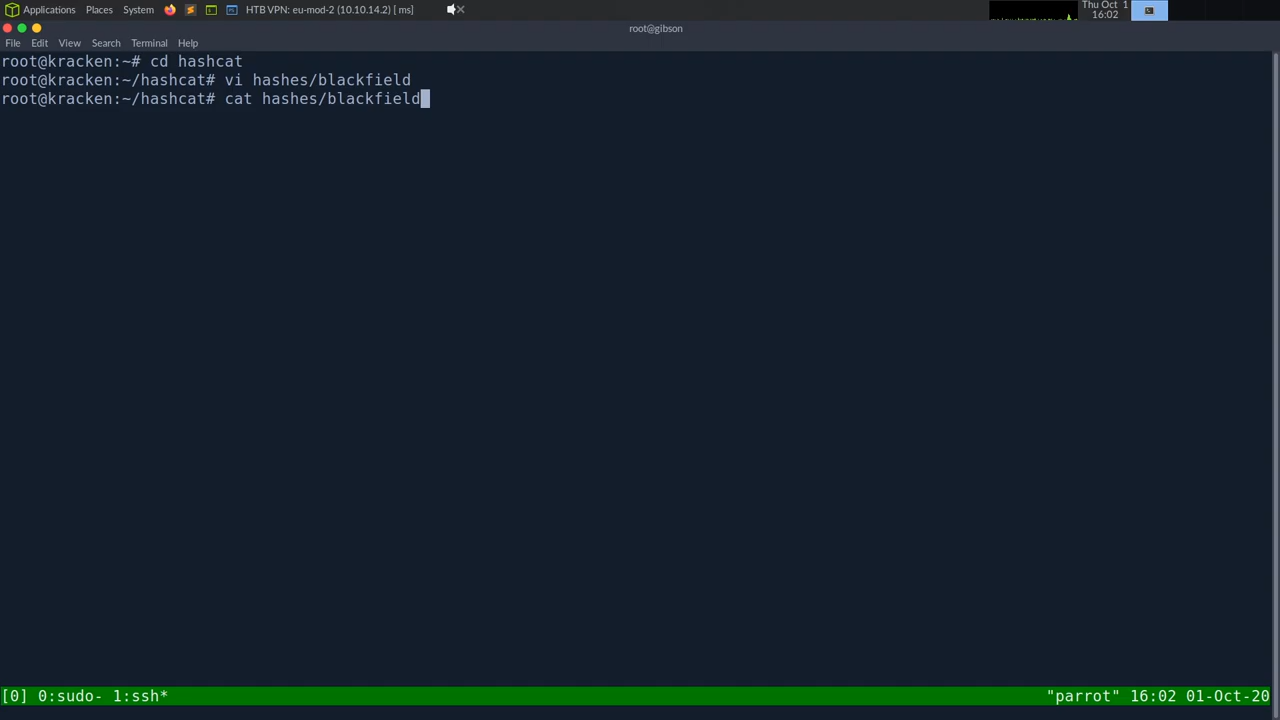 Applications Places System HTB VPN: eu-mod-2 (10.10.14.2) [ ms] Thu Oct 1
16:02
root@gibson
File Edit View Search Terminal Help
root@kracken:~# cd hashcat
root@kracken:~/hashcat# vi hashes/blackfield
root@kracken:~/hashcat# cat hashes/blackfield
[0] 0:sudo- 1:ssh* "parrot" 16:02 01-Oct-20